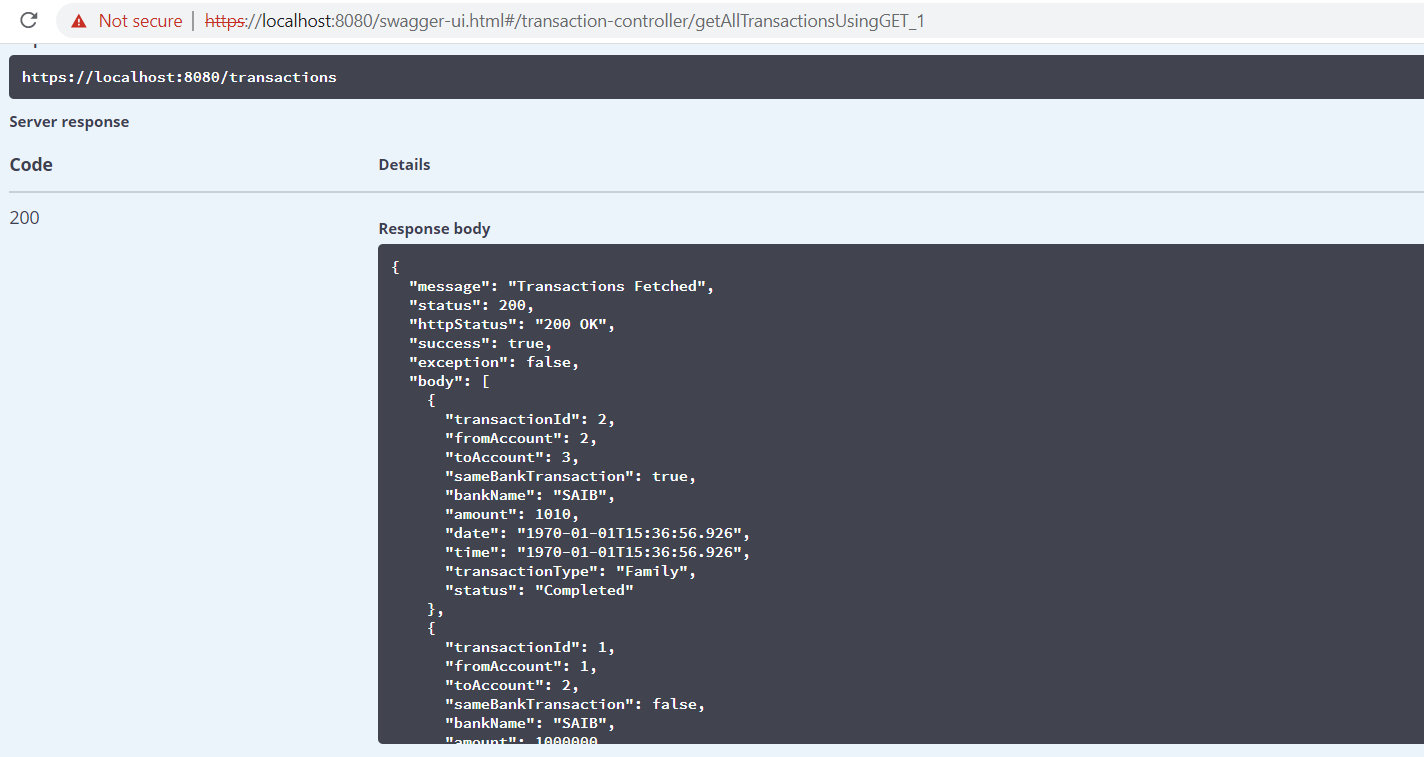 Not secure | https://localhost:8080/swagger-ui.html#/transaction-controller/getAllTransactionsUsingGET_1
https://localhost:8080/transactions
Server response
Code Details
200
Response body
{
"message": "Transactions Fetched",
"status": 200,
"httpStatus": "200 OK",
"success": true,
"exception": false,
"body": [
{
"transactionId": 2,
"fromAccount": 2,
"toAccount": 3,
"sameBankTransaction": true,
"bankName": "SAIB",
"amount": 1010,
"date": "1970-01-01T15:36:56.926",
"time": "1970-01-01T15:36:56.926",
"transactionType": "Family",
"status": "Completed"
},
{
"transactionId": 1,
"fromAccount": 1,
"toAccount": 2,
"sameBankTransaction": false,
"bankName": "SAIB",
"amount": 1000000